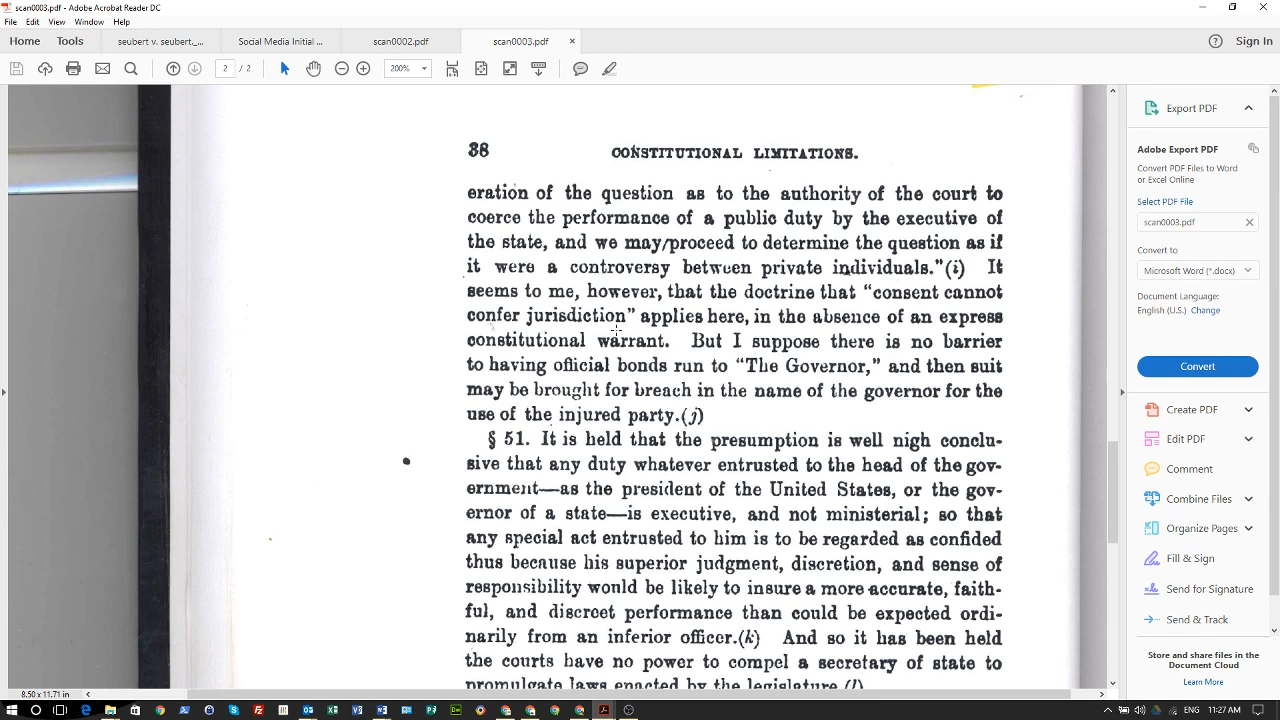 scan0003.pdf - Adobe Acrobat Reader DC
File Edit View Window Help
Home Tools seubert v. seubert.... Social Media Initial ... scan0002.pdf scan0003.pdf ×
Sign In
2 / 2 200%
38 CONSTITUTIONAL LIMITATIONS.
eration of the question as to the authority of the court to
coerce the performance of a public duty by the executive of
the state, and we may proceed to determine the question as if
it were a controversy between private individuals."(i) It
seems to me, however, that the doctrine that "consent cannot
confer jurisdiction" applies here, in the absence of an express
constitutional warrant. But I suppose there is no barrier
to having official bonds run to "The Governor," and then suit
may be brought for breach in the name of the governor for the
use of the injured party.(j)
§ 51. It is held that the presumption is well nigh conclu-
sive that any duty whatever entrusted to the head of the gov-
ernment—as the president of the United States, or the gov-
ernor of a state—is executive, and not ministerial; so that
any special act entrusted to him is to be regarded as confided
thus because his superior judgment, discretion, and sense of
responsibility would be likely to insure a more accurate, faith-
ful, and discreet performance than could be expected ordi-
narily from an inferior officer.(k) And so it has been held
the courts have no power to compel a secretary of state to
promulgate laws enacted by the legislature.(l)
Export PDF
Adobe Export PDF
Convert PDF Files to Word
or Excel Online
Select PDF File
scan0003.pdf
Convert to
Microsoft Word (*.docx)
Document Language:
English (U.S.) Change
Convert
Create PDF
Edit PDF
Comment
Combine Files
Organize Pages
Fill & Sign
Send for Signature
Send & Track
Store and share files in the
Document Cloud
Learn More
8.50 x 11.71 in
11:27 AM